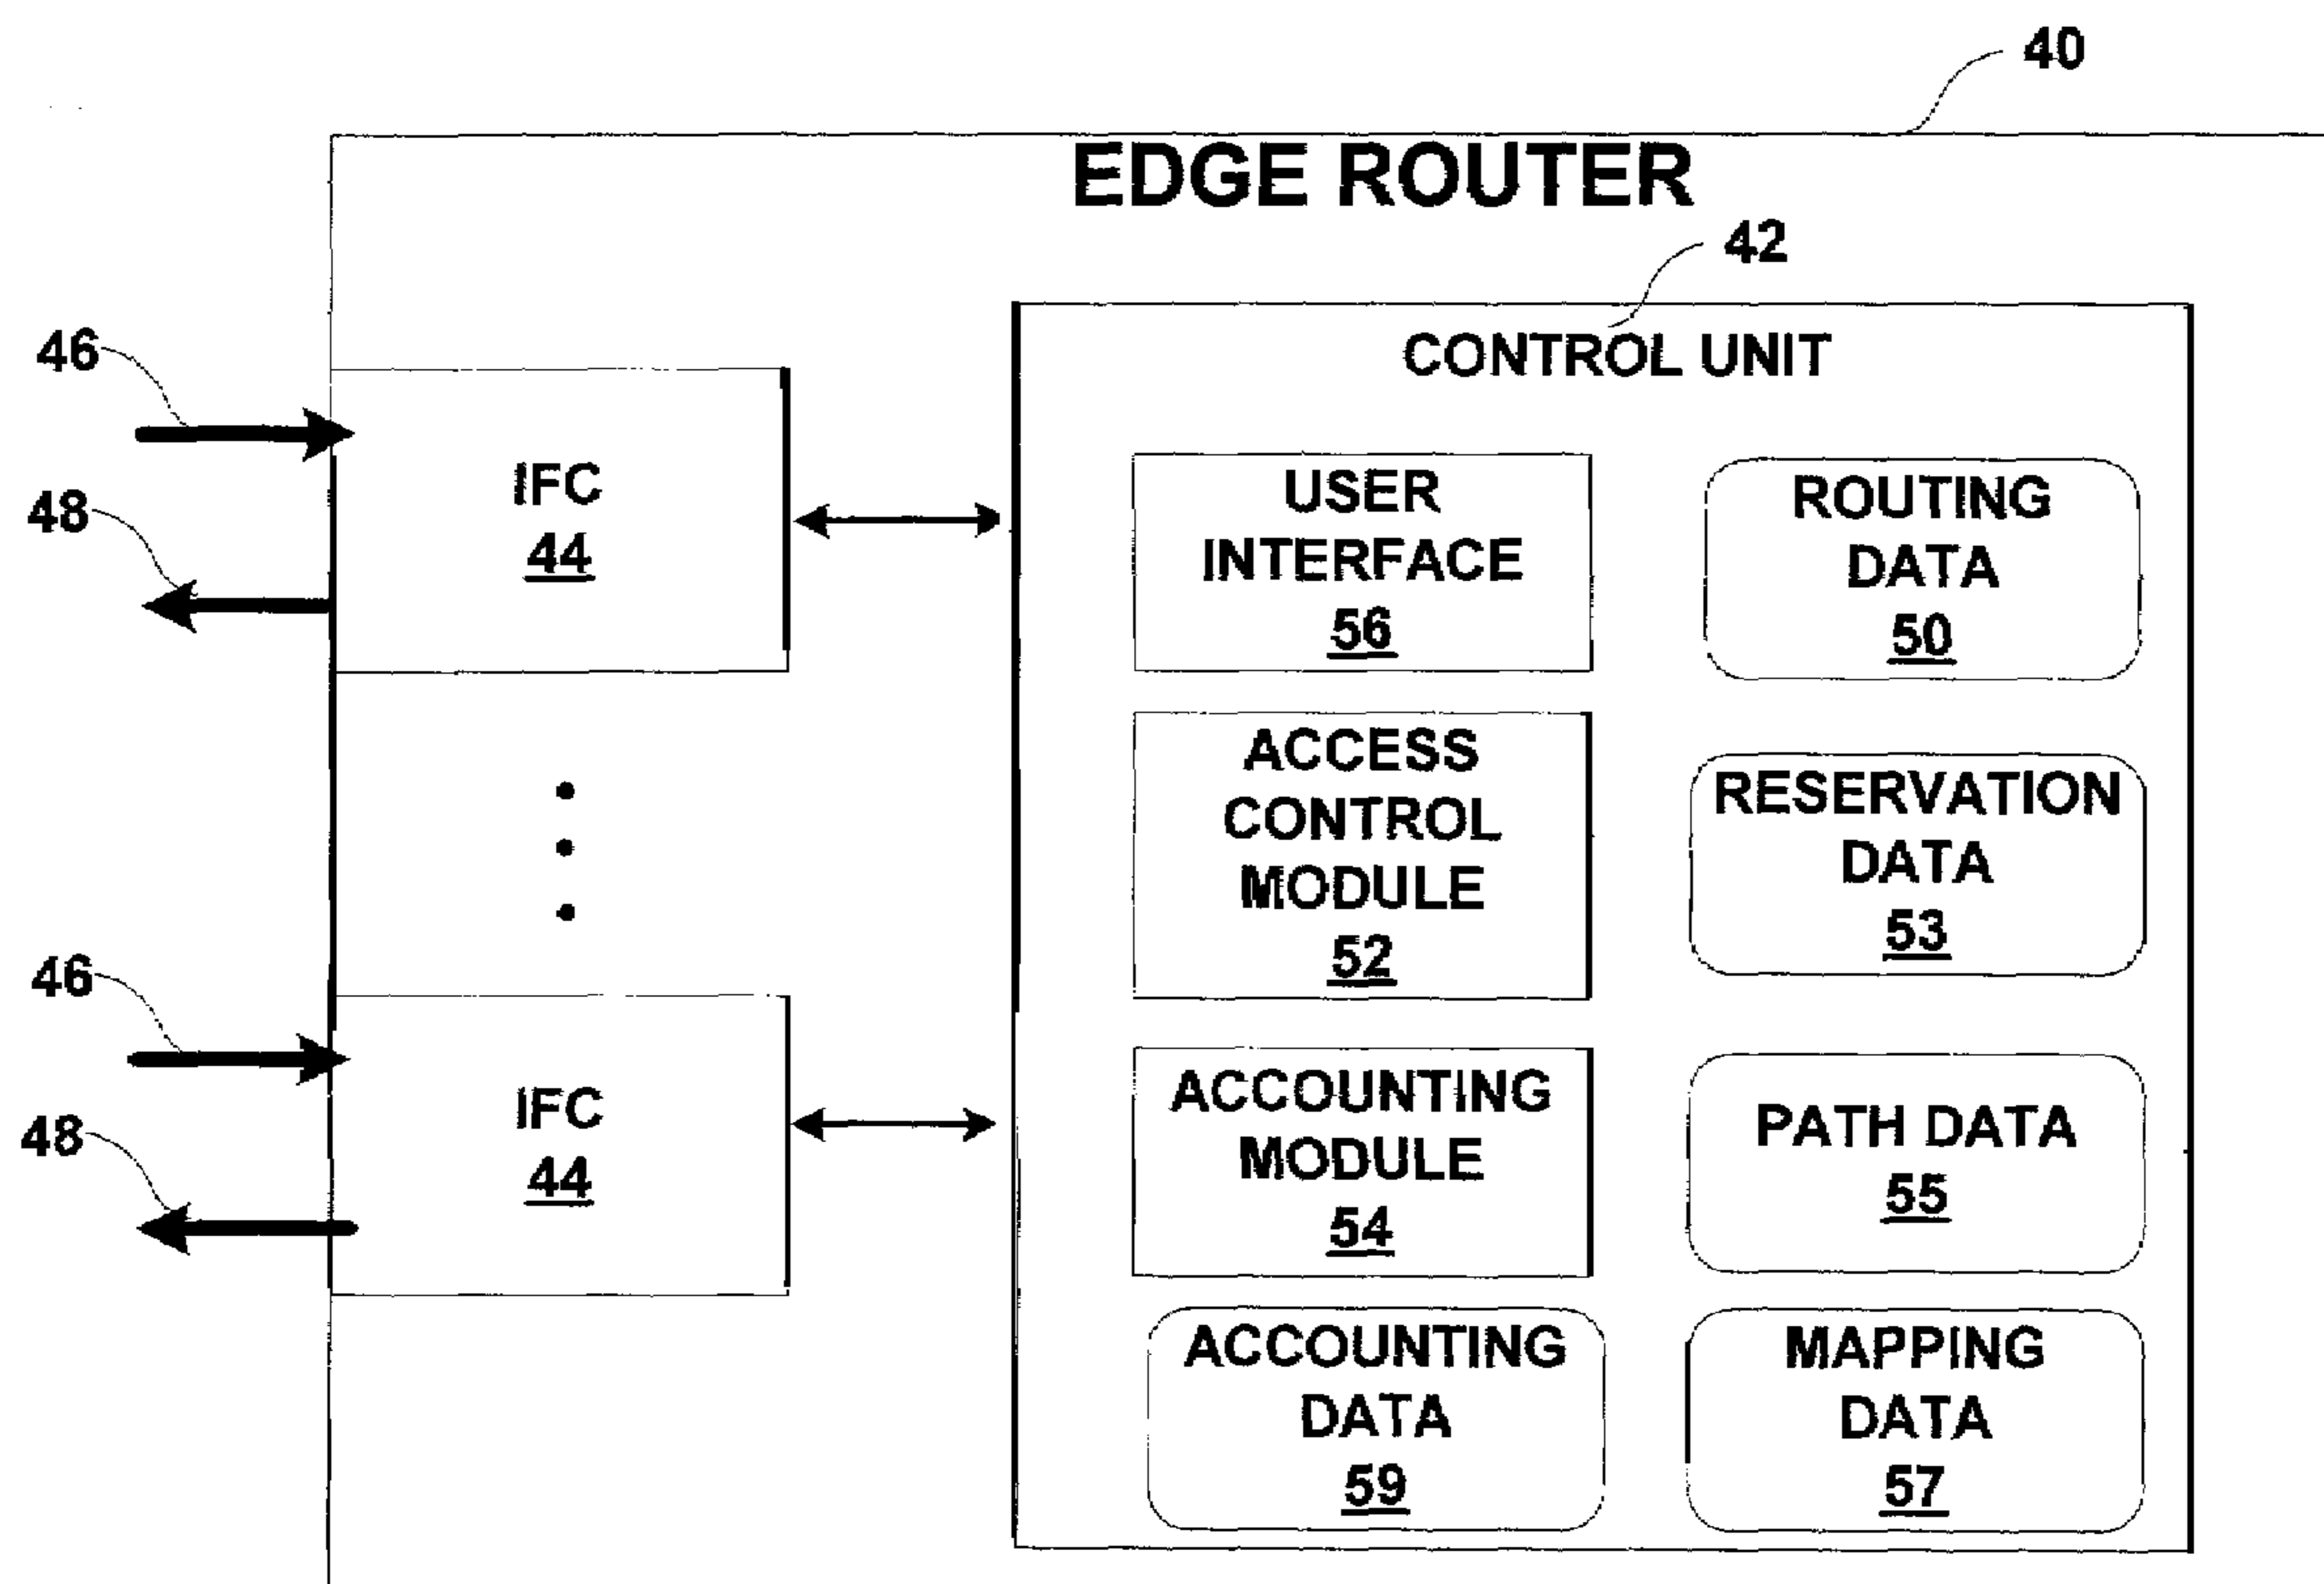 40
EDGE ROUTER
42
CONTROL UNIT
46
48
IFC
44
USER
INTERFACE
56
ROUTING
DATA
50
ACCESS
CONTROL
MODULE
52
RESERVATION
DATA
53
46
48
IFC
44
ACCOUNTING
MODULE
54
PATH DATA
55
ACCOUNTING
DATA
59
MAPPING
DATA
57